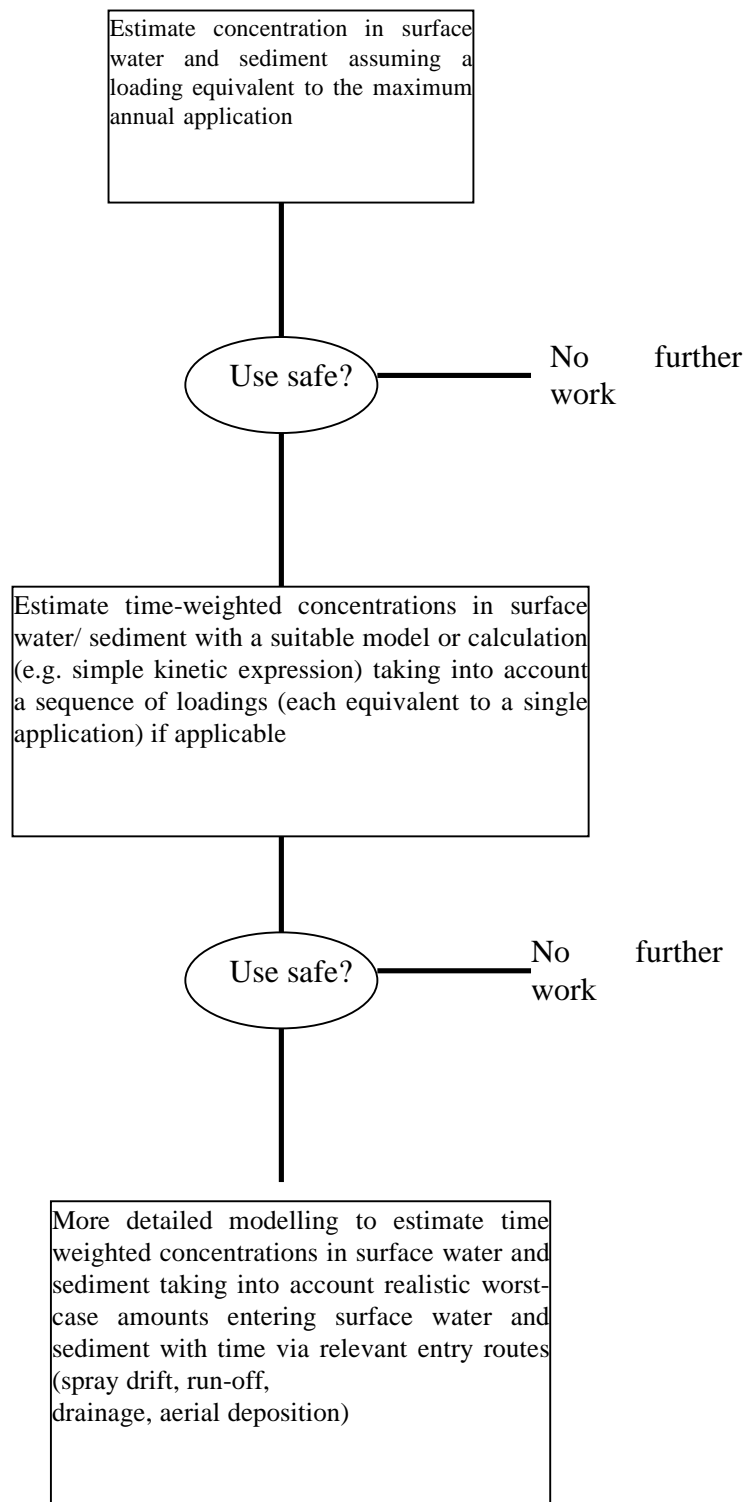 Estimate concentration in surface
water and sediment assuming a
loading equivalent to the maximum
annual application
Use safe?
No further
work
Estimate time-weighted concentrations in surface
water/ sediment with a suitable model or calculation
(e.g. simple kinetic expression) taking into account
a sequence of loadings (each equivalent to a single
application) if applicable
Use safe?
No further
work
More detailed modelling to estimate time
weighted concentrations in surface water and
sediment taking into account realistic worst-
case amounts entering surface water and
sediment with time via relevant entry routes
(spray drift, run-off,
drainage, aerial deposition)